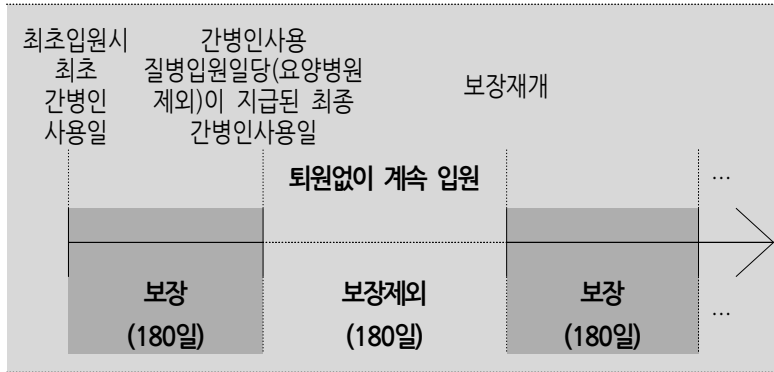 최초입원시
최초
간병인
사용일
간병인사용
질병입원일당(요양병원
제외)이 지급된 최종
간병인사용일
보장재개
퇴원없이 계속 입원
…
보장
(180일)
보장제외
(180일)
보장
(180일)
…